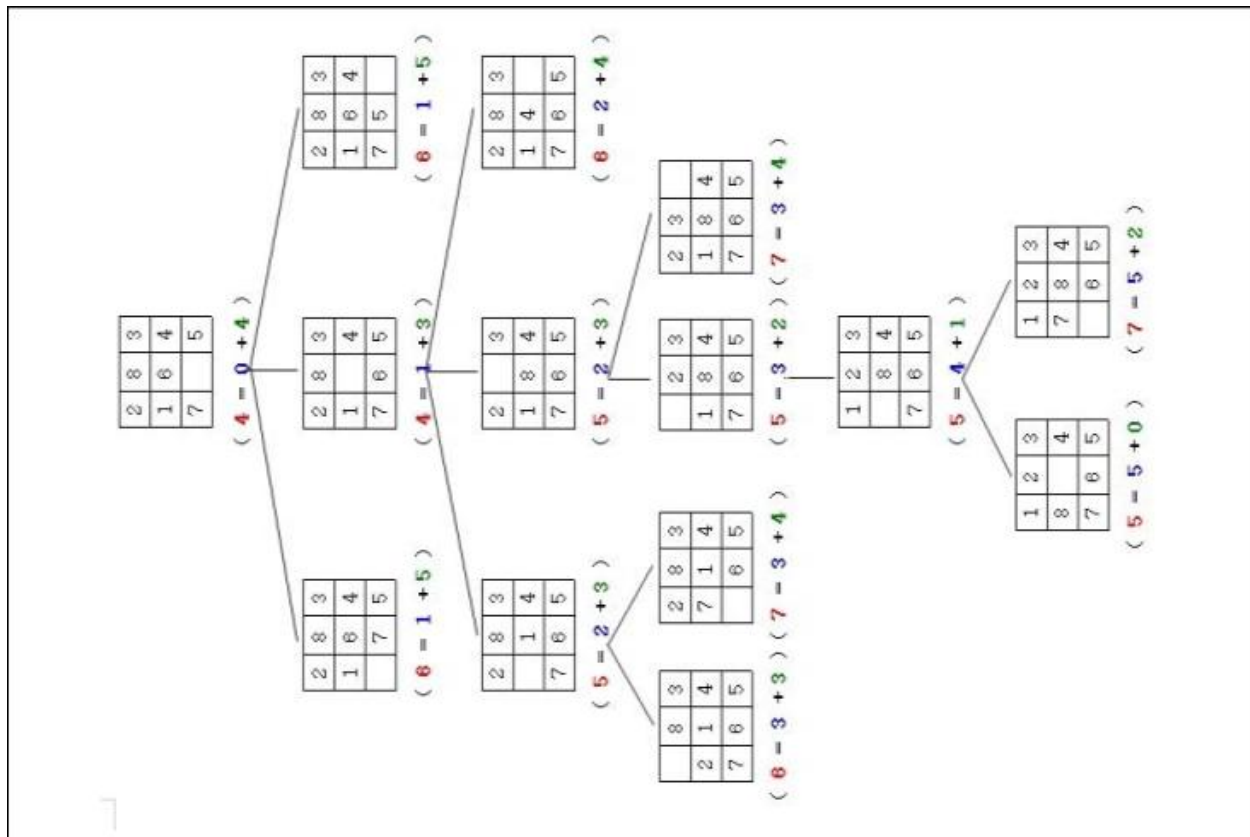 2 8 3
1 6 4
7 5
( 4 = 0 + 4 )
2 8 3
1 6 4
7 5
( 6 = 1 + 5 )
2 8 3
1 4
7 6 5
( 4 = 1 + 3 )
2 8 3
1 6 4
7 5
( 6 = 1 + 5 )
2 8 3
1 4
7 6 5
( 5 = 2 + 3 )
2 3
1 8 4
7 6 5
( 5 = 2 + 3 )
2 8 3
1 4
7 6 5
( 6 = 2 + 4 )
8 3
2 1 4
7 6 5
( 6 = 3 + 3 )
2 8 3
7 1 4
6 5
( 7 = 3 + 4 )
2 3
1 8 4
7 6 5
( 5 = 3 + 2 )
2 3
1 8 4
7 6 5
( 7 = 3 + 4 )
1 2 3
8 4
7 6 5
( 5 = 4 + 1 )
1 2 3
8 4
7 6 5
( 5 = 5 + 0 )
1 2 3
7 8 4
6 5
( 7 = 5 + 2 )